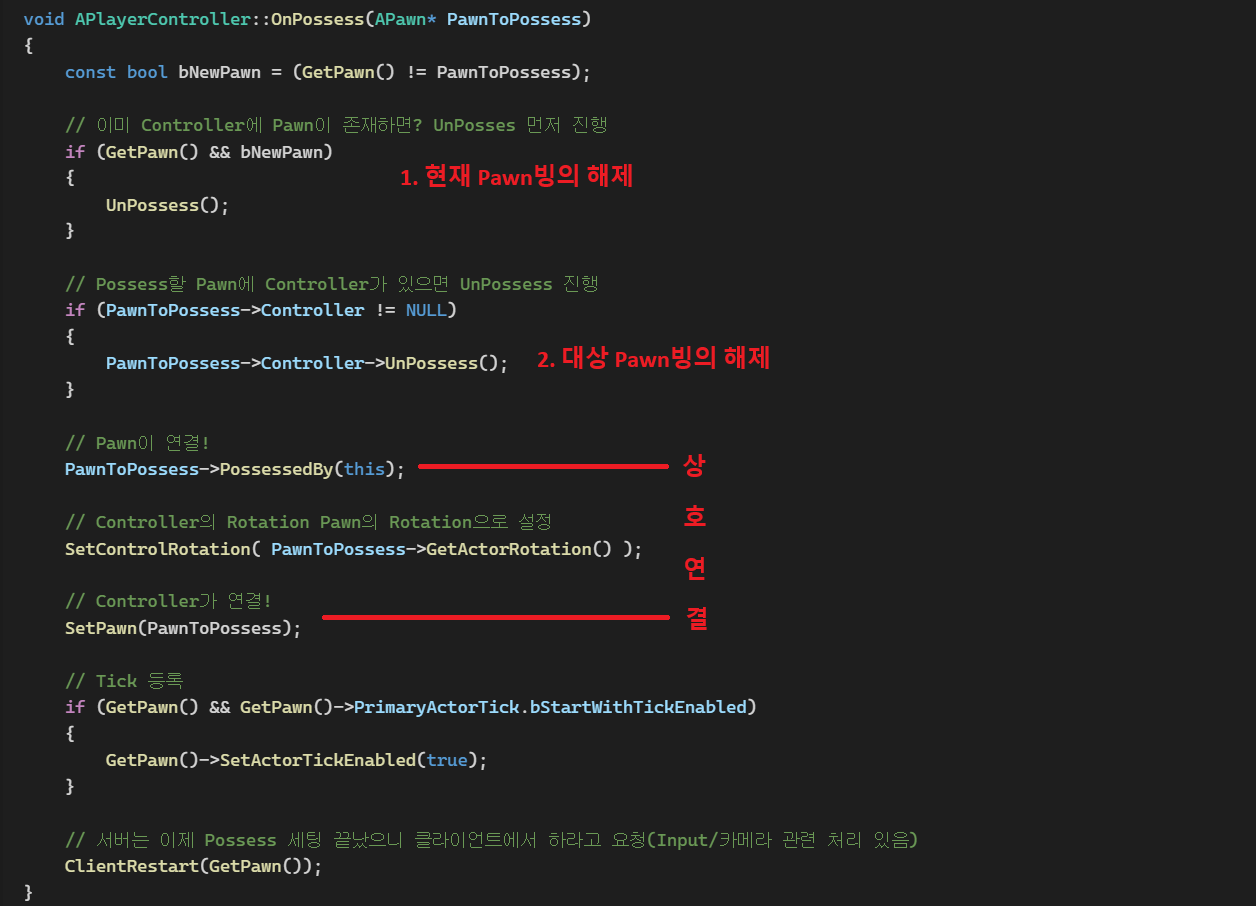 void APlayerController::OnPossess(APawn* PawnToPossess)
{
    const bool bNewPawn = (GetPawn() != PawnToPossess);
    // 이미 Controller에 Pawn이 존재하면? UnPosses 먼저 진행
    if (GetPawn() && bNewPawn)
    {
1. 현재 Pawn빙의 해제
        UnPossess();
    }
    // Possess할 Pawn에 Controller가 있으면 UnPossess 진행
    if (PawnToPossess->Controller != NULL)
    {
        PawnToPossess->Controller->UnPossess();
2. 대상 Pawn빙의 해제
    }
    // Pawn이 연결!
    PawnToPossess->PossessedBy(this);
상
호
연
결
    // Controller의 Rotation Pawn의 Rotation으로 설정
    SetControlRotation( PawnToPossess->GetActorRotation() );
    // Controller가 연결!
    SetPawn(PawnToPossess);
    // Tick 등록
    if (GetPawn() && GetPawn()->PrimaryActorTick.bStartWithTickEnabled)
    {
        GetPawn()->SetActorTickEnabled(true);
    }
    // 서버는 이제 Possess 세팅 끝났으니 클라이언트에서 하라고 요청(Input/카메라 관련 처리 있음)
    ClientRestart(GetPawn());
}